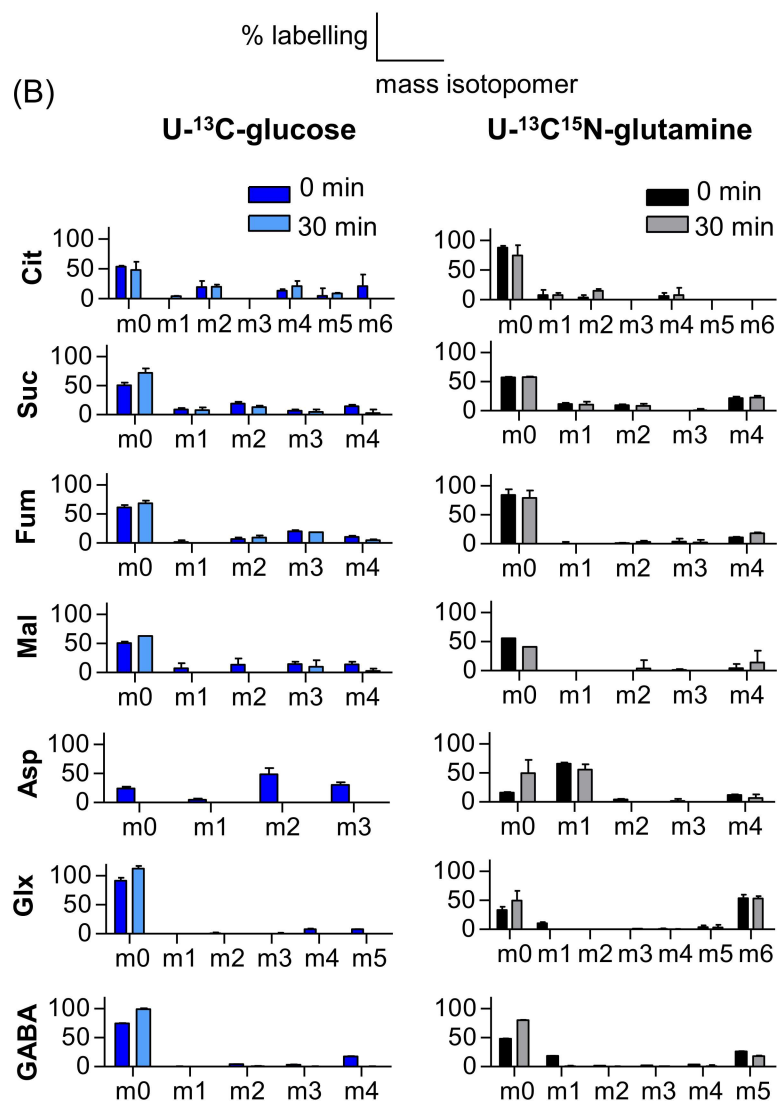 % labelling
mass isotopomer
(B)
U-¹³C-glucose
U-¹³C¹⁵N-glutamine
0 min
30 min
0 min
30 min
Cit
100
50
0
m0 m1 m2 m3 m4 m5 m6
100
50
0
m0 m1 m2 m3 m4 m5 m6
Suc
100
50
0
m0 m1 m2 m3 m4
100
50
0
m0 m1 m2 m3 m4
Fum
100
50
0
m0 m1 m2 m3 m4
100
50
0
m0 m1 m2 m3 m4
Mal
100
50
0
m0 m1 m2 m3 m4
100
50
0
m0 m1 m2 m3 m4
Asp
100
50
0
m0 m1 m2 m3
100
50
0
m0 m1 m2 m3 m4
Glx
100
50
0
m0 m1 m2 m3 m4 m5
100
50
0
m0 m1 m2 m3 m4 m5 m6
GABA
100
50
0
m0 m1 m2 m3 m4
100
50
0
m0 m1 m2 m3 m4 m5